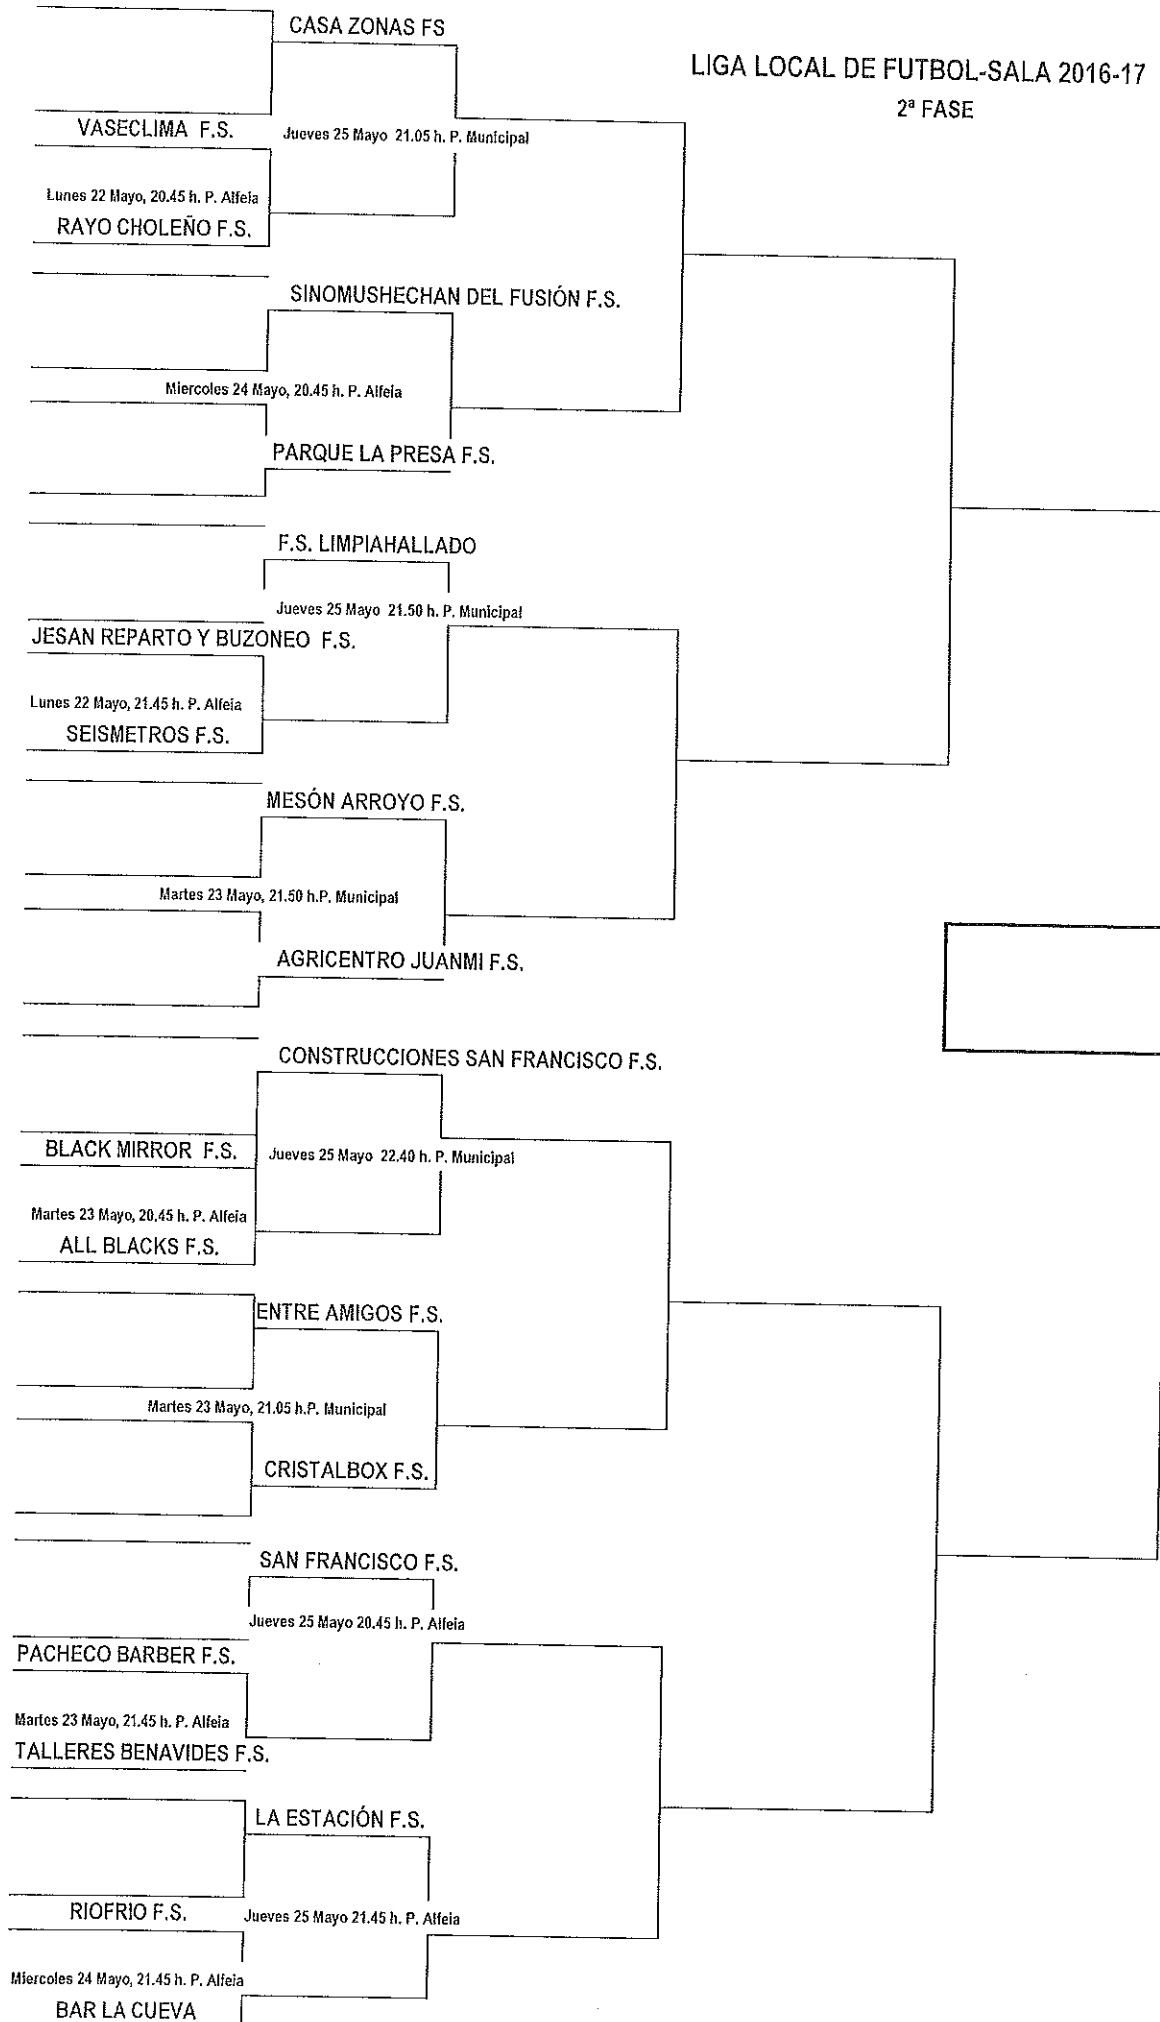 CASA ZONAS FS
LIGA LOCAL DE FUTBOL-SALA 2016-17
2ª FASE
VASECLIMA F.S.
Jueves 25 Mayo 21.05 h. P. Municipal
Lunes 22 Mayo, 20.45 h. P. Alfeia
RAYO CHOLEÑO F.S.
SINOMUSHECHAN DEL FUSIÓN F.S.
Miercoles 24 Mayo, 20.45 h. P. Alfeia
PARQUE LA PRESA F.S.
F.S. LIMPIAHALLADO
Jueves 25 Mayo 21.50 h. P. Municipal
JESAN REPARTO Y BUZONEO F.S.
Lunes 22 Mayo, 21.45 h. P. Alfeia
SEISMETROS F.S.
MESÓN ARROYO F.S.
Martes 23 Mayo, 21.50 h.P. Municipal
AGRICENTRO JUANMI F.S.
CONSTRUCCIONES SAN FRANCISCO F.S.
BLACK MIRROR F.S.
Jueves 25 Mayo 22.40 h. P. Municipal
Martes 23 Mayo, 20.45 h. P. Alfeia
ALL BLACKS F.S.
ENTRE AMIGOS F.S.
Martes 23 Mayo, 21.05 h.P. Municipal
CRISTALBOX F.S.
SAN FRANCISCO F.S.
Jueves 25 Mayo 20.45 h. P. Alfeia
PACHECO BARBER F.S.
Martes 23 Mayo, 21.45 h. P. Alfeia
TALLERES BENAVIDES F.S.
LA ESTACIÓN F.S.
RIOFRIO F.S.
Jueves 25 Mayo 21.45 h. P. Alfeia
Miercoles 24 Mayo, 21.45 h. P. Alfeia
BAR LA CUEVA